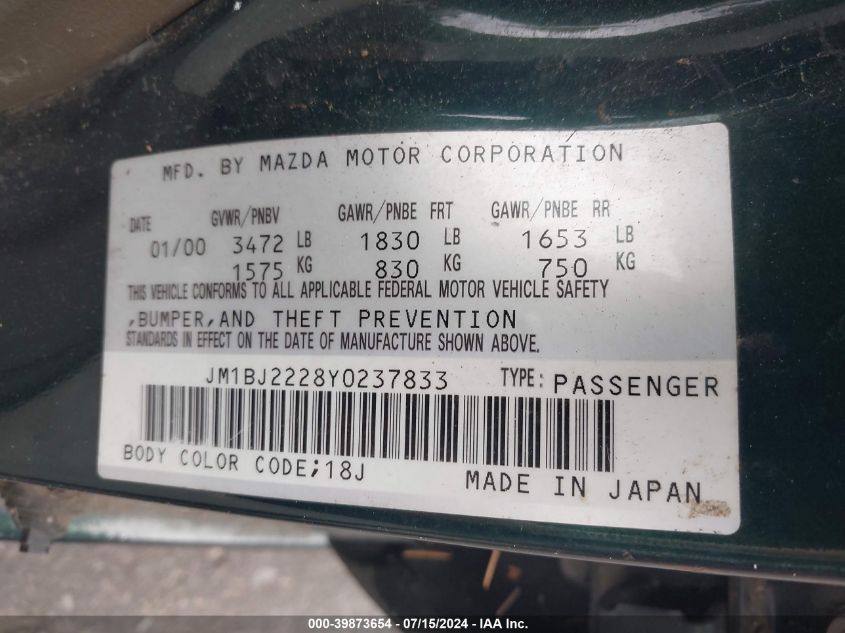 MFD. BY MAZDA MOTOR CORPORATION
DATE GVWR/PNBV GAWR/PNBE FRT GAWR/PNBE RR
01/00 3472 LB 1830 LB 1653 LB
1575 KG 830 KG 750 KG
THIS VEHICLE CONFORMS TO ALL APPLICABLE FEDERAL MOTOR VEHICLE SAFETY
,BUMPER,AND THEFT PREVENTION
STANDARDS IN EFFECT ON THE DATE OF MANUFACTURE SHOWN ABOVE.
JM1BJ2228Y0237833 TYPE: PASSENGER
BODY COLOR CODE;18J
MADE IN JAPAN
000-39873654 / 07/15/2024 - IAA Inc.